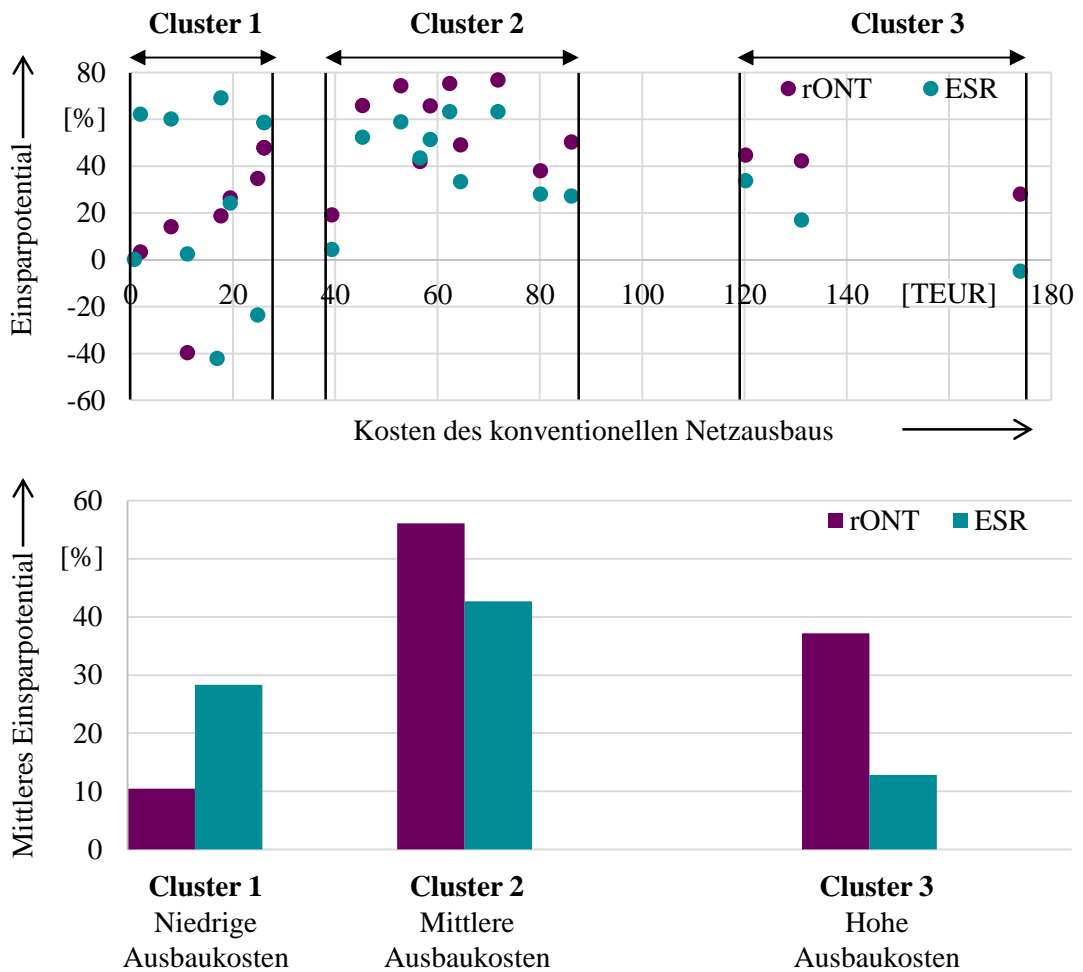 Cluster 1 Cluster 2 Cluster 3
Einsparpotential
80
[%]
40
20
0
-20
-40
-60
rONT ESR
0 20 40 60 80 100 120 140 [TEUR] 180
Kosten des konventionellen Netzausbaus
Mittleres Einsparpotential
60
[%]
40
30
20
10
0
rONT ESR
Cluster 1 Cluster 2 Cluster 3
Niedrige Mittlere Hohe
Ausbaukosten Ausbaukosten Ausbaukosten